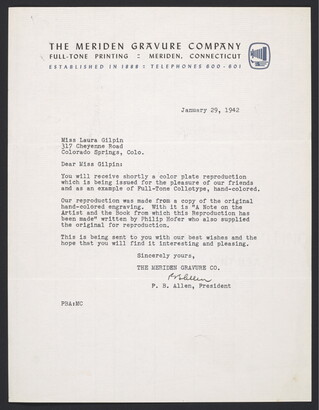 THE MERIDEN GRAVURE COMPANY
FULL-TONE PRINTING : MERIDEN, CONNECTICUT
ESTABLISHED IN 1888 : TELEPHONES 800-801
January 29, 1942
Miss Laura Gilpin
317 Cheyenne Road
Colorado Springs, Colo.
Dear Miss Gilpin:
You will receive shortly a color plate reproduction
which is being issued for the pleasure of our friends
and as an example of Full-Tone Collotype, hand-colored.
Our reproduction was made from a copy of the original
hand-colored engraving. With it is "A Note on the
Artist and the Book from which this Reproduction has
been made" written by Philip Hofer who also supplied
the original for reproduction.
This is being sent to you with our best wishes and the
hope that you will find it interesting and pleasing.
Sincerely yours,
THE MERIDEN GRAVURE CO.
P. B. Allen
P. B. Allen, President
PBA:MC